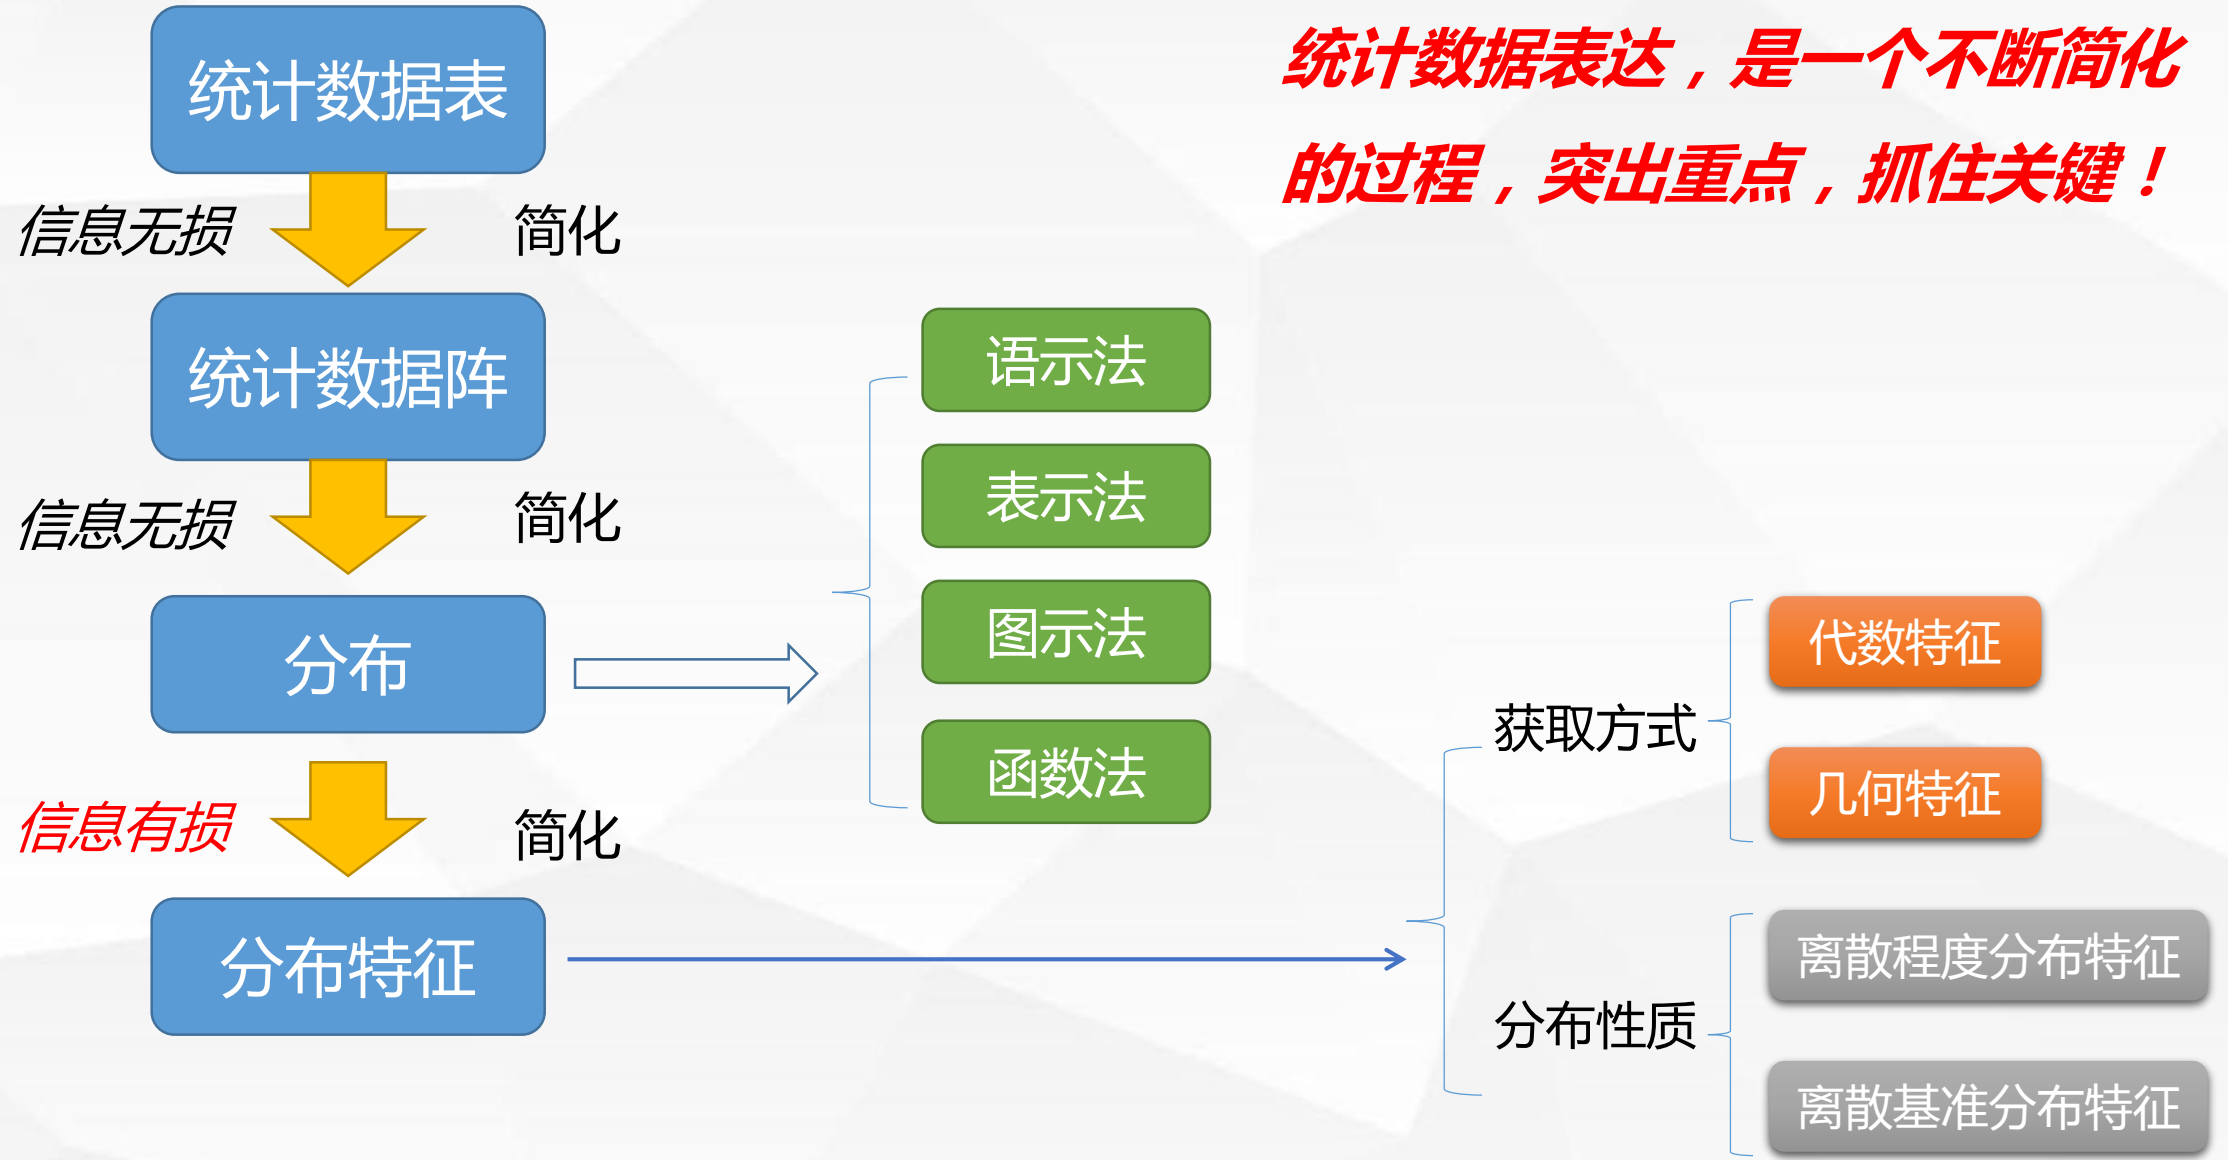 统计数据表达，是一个不断简化
的过程，突出重点，抓住关键！
统计数据表
信息无损
简化
统计数据阵
信息无损
简化
分布
信息有损
简化
分布特征
语示法
表示法
图示法
函数法
获取方式
代数特征
几何特征
分布性质
离散程度分布特征
离散基准分布特征